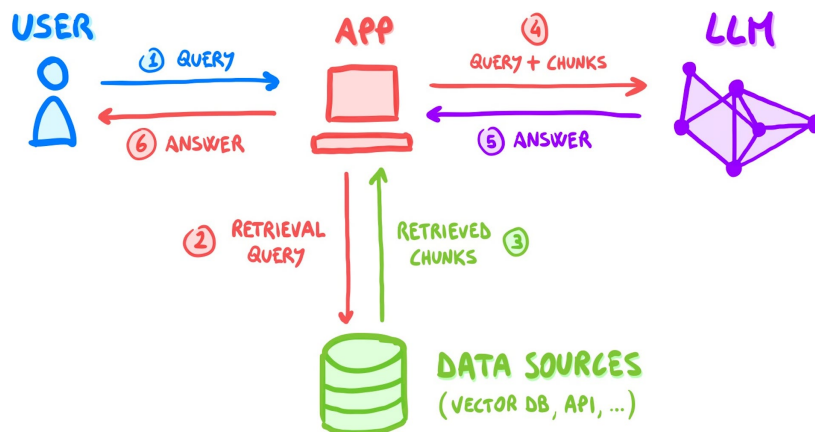 USER
APP
LLM
① QUERY
④
QUERY + CHUNKS
⑥ ANSWER
⑤ ANSWER
② RETRIEVAL
QUERY
RETRIEVED ③
CHUNKS
DATA SOURCES
(VECTOR DB, API, ...)